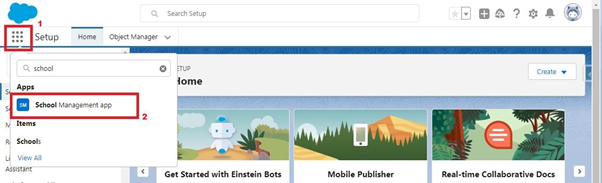 1
Search Setup
Setup
Home
Object Manager
school
Apps
SM
School Management app
2
Items
Schools
View All
Assistant
SETUP
Home
Create
Get Started with Einstein Bots
Mobile Publisher
Real-time Collaborative Docs